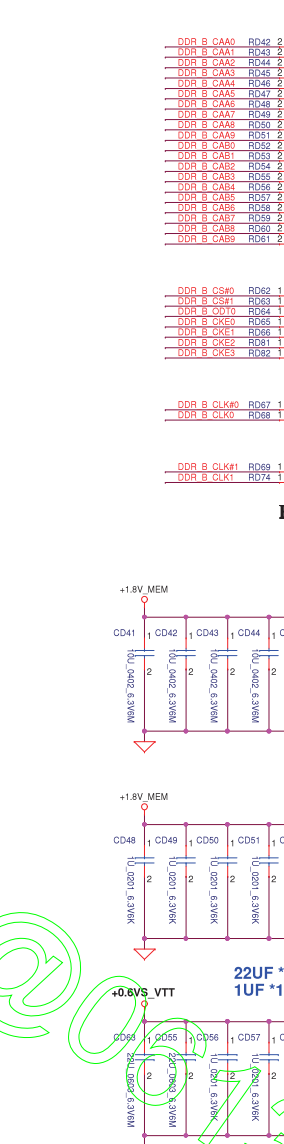 DDR_B_CAA0 RD42 2
DDR_B_CAA1 RD43 2
DDR_B_CAA2 RD44 2
DDR_B_CAA3 RD45 2
DDR_B_CAA4 RD46 2
DDR_B_CAA5 RD47 2
DDR_B_CAA6 RD48 2
DDR_B_CAA7 RD49 2
DDR_B_CAA8 RD50 2
DDR_B_CAA9 RD51 2
DDR_B_CAB0 RD52 2
DDR_B_CAB1 RD53 2
DDR_B_CAB2 RD54 2
DDR_B_CAB3 RD55 2
DDR_B_CAB4 RD56 2
DDR_B_CAB5 RD57 2
DDR_B_CAB6 RD58 2
DDR_B_CAB7 RD59 2
DDR_B_CAB8 RD60 2
DDR_B_CAB9 RD61 2
DDR_B_CS#0 RD62 1
DDR_B_CS#1 RD63 1
DDR_B_ODT0 RD64 1
DDR_B_CKE0 RD65 1
DDR_B_CKE1 RD66 1
DDR_B_CKE2 RD81 1
DDR_B_CKE3 RD82 1
DDR_B_CLK#0 RD67 1
DDR_B_CLK0 RD68 1
DDR_B_CLK#1 RD69 1
DDR_B_CLK1 RD74 1
+1.8V_MEM
CD41 1 CD42 1 CD43 1 CD44 1
10U_0402_6.3V6M 10U_0402_6.3V6M 10U_0402_6.3V6M 10U_0402_6.3V6M
2 2 2 2
+1.8V_MEM
CD48 1 CD49 1 CD50 1 CD51 1
1U_0201_6.3V6K 1U_0201_6.3V6K 1U_0201_6.3V6K 1U_0201_6.3V6K
2 2 2 2
22UF *
1UF *1
+0.6VS_VTT
CD63 1 CD55 1 CD56 1 CD57 1
22U_0603_6.3V6M 22U_0603_6.3V6M 1U_0201_6.3V6K 1U_0201_6.3V6K
2 2 2 2